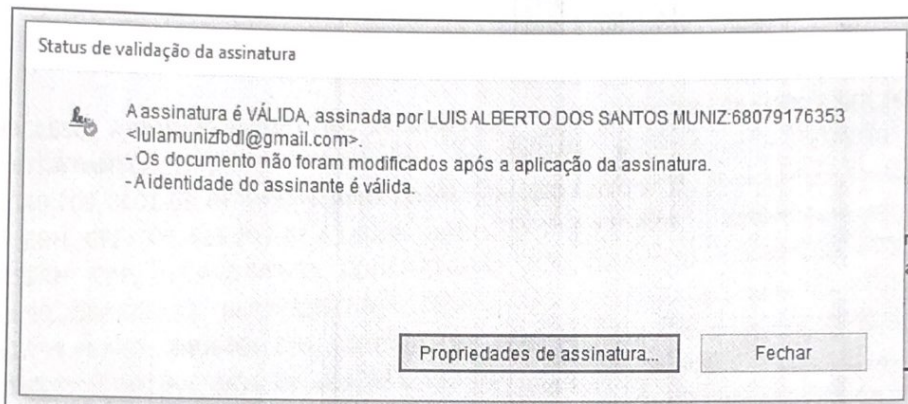 Status de validação da assinatura
A assinatura é VÁLIDA, assinada por LUIS ALBERTO DOS SANTOS MUNIZ:68079176353
<lulamunizfbdl@gmail.com>.
- Os documento não foram modificados após a aplicação da assinatura.
- A identidade do assinante é válida.
Propriedades de assinatura...
Fechar